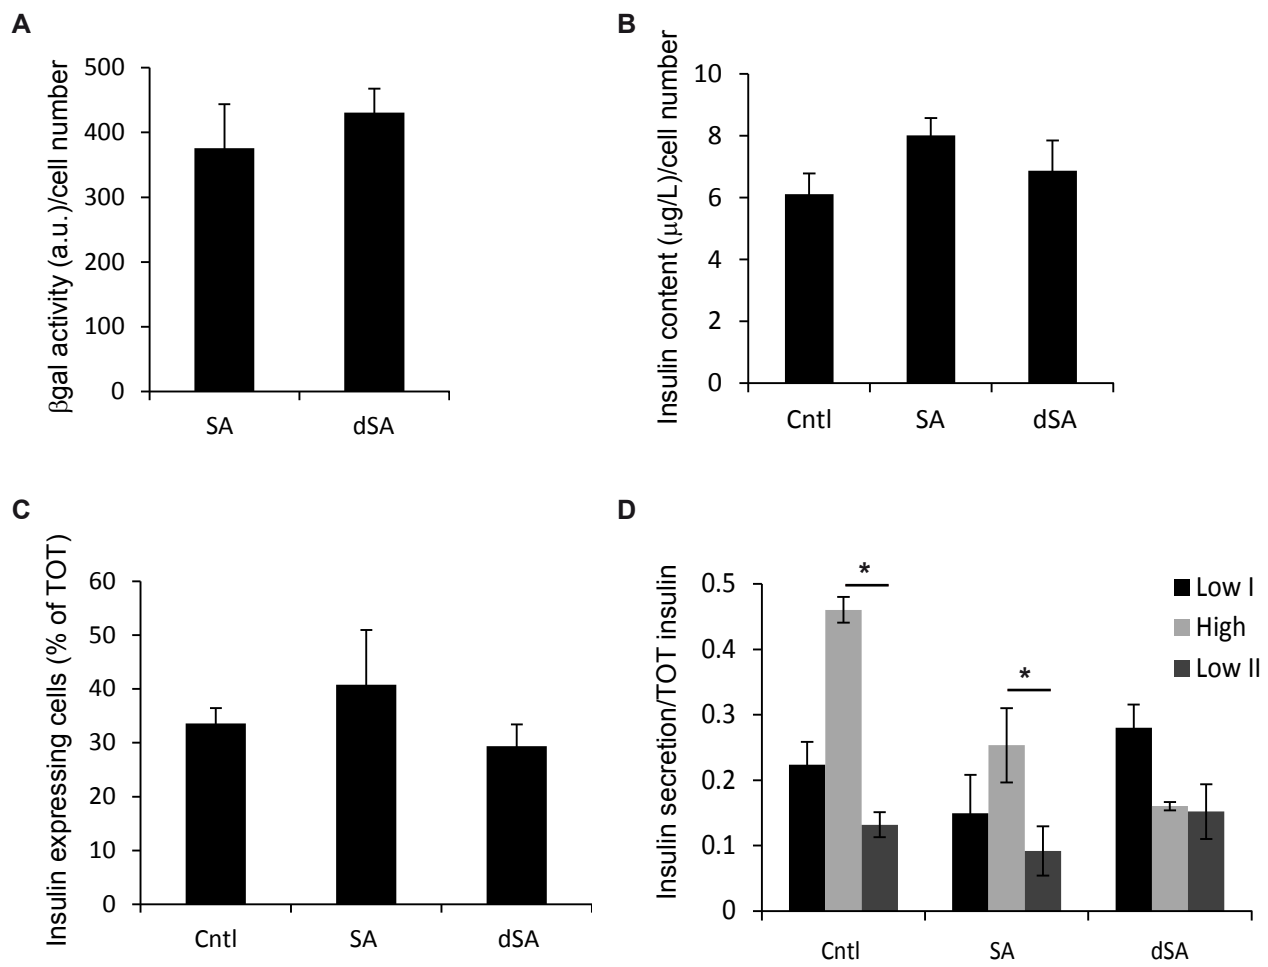 A
βgal activity (a.u.)/cell number
500
400
300
200
100
0
SA dSA
B
Insulin content (μg/L)/cell number
10
8
6
4
2
0
Cntl SA dSA
C
Insulin expressing cells (% of TOT)
60
50
40
30
20
10
0
Cntl SA dSA
D
Insulin secretion/TOT insulin
0.5
0.4
0.3
0.2
0.1
0
*
*
Low I
High
Low II
Cntl SA dSA